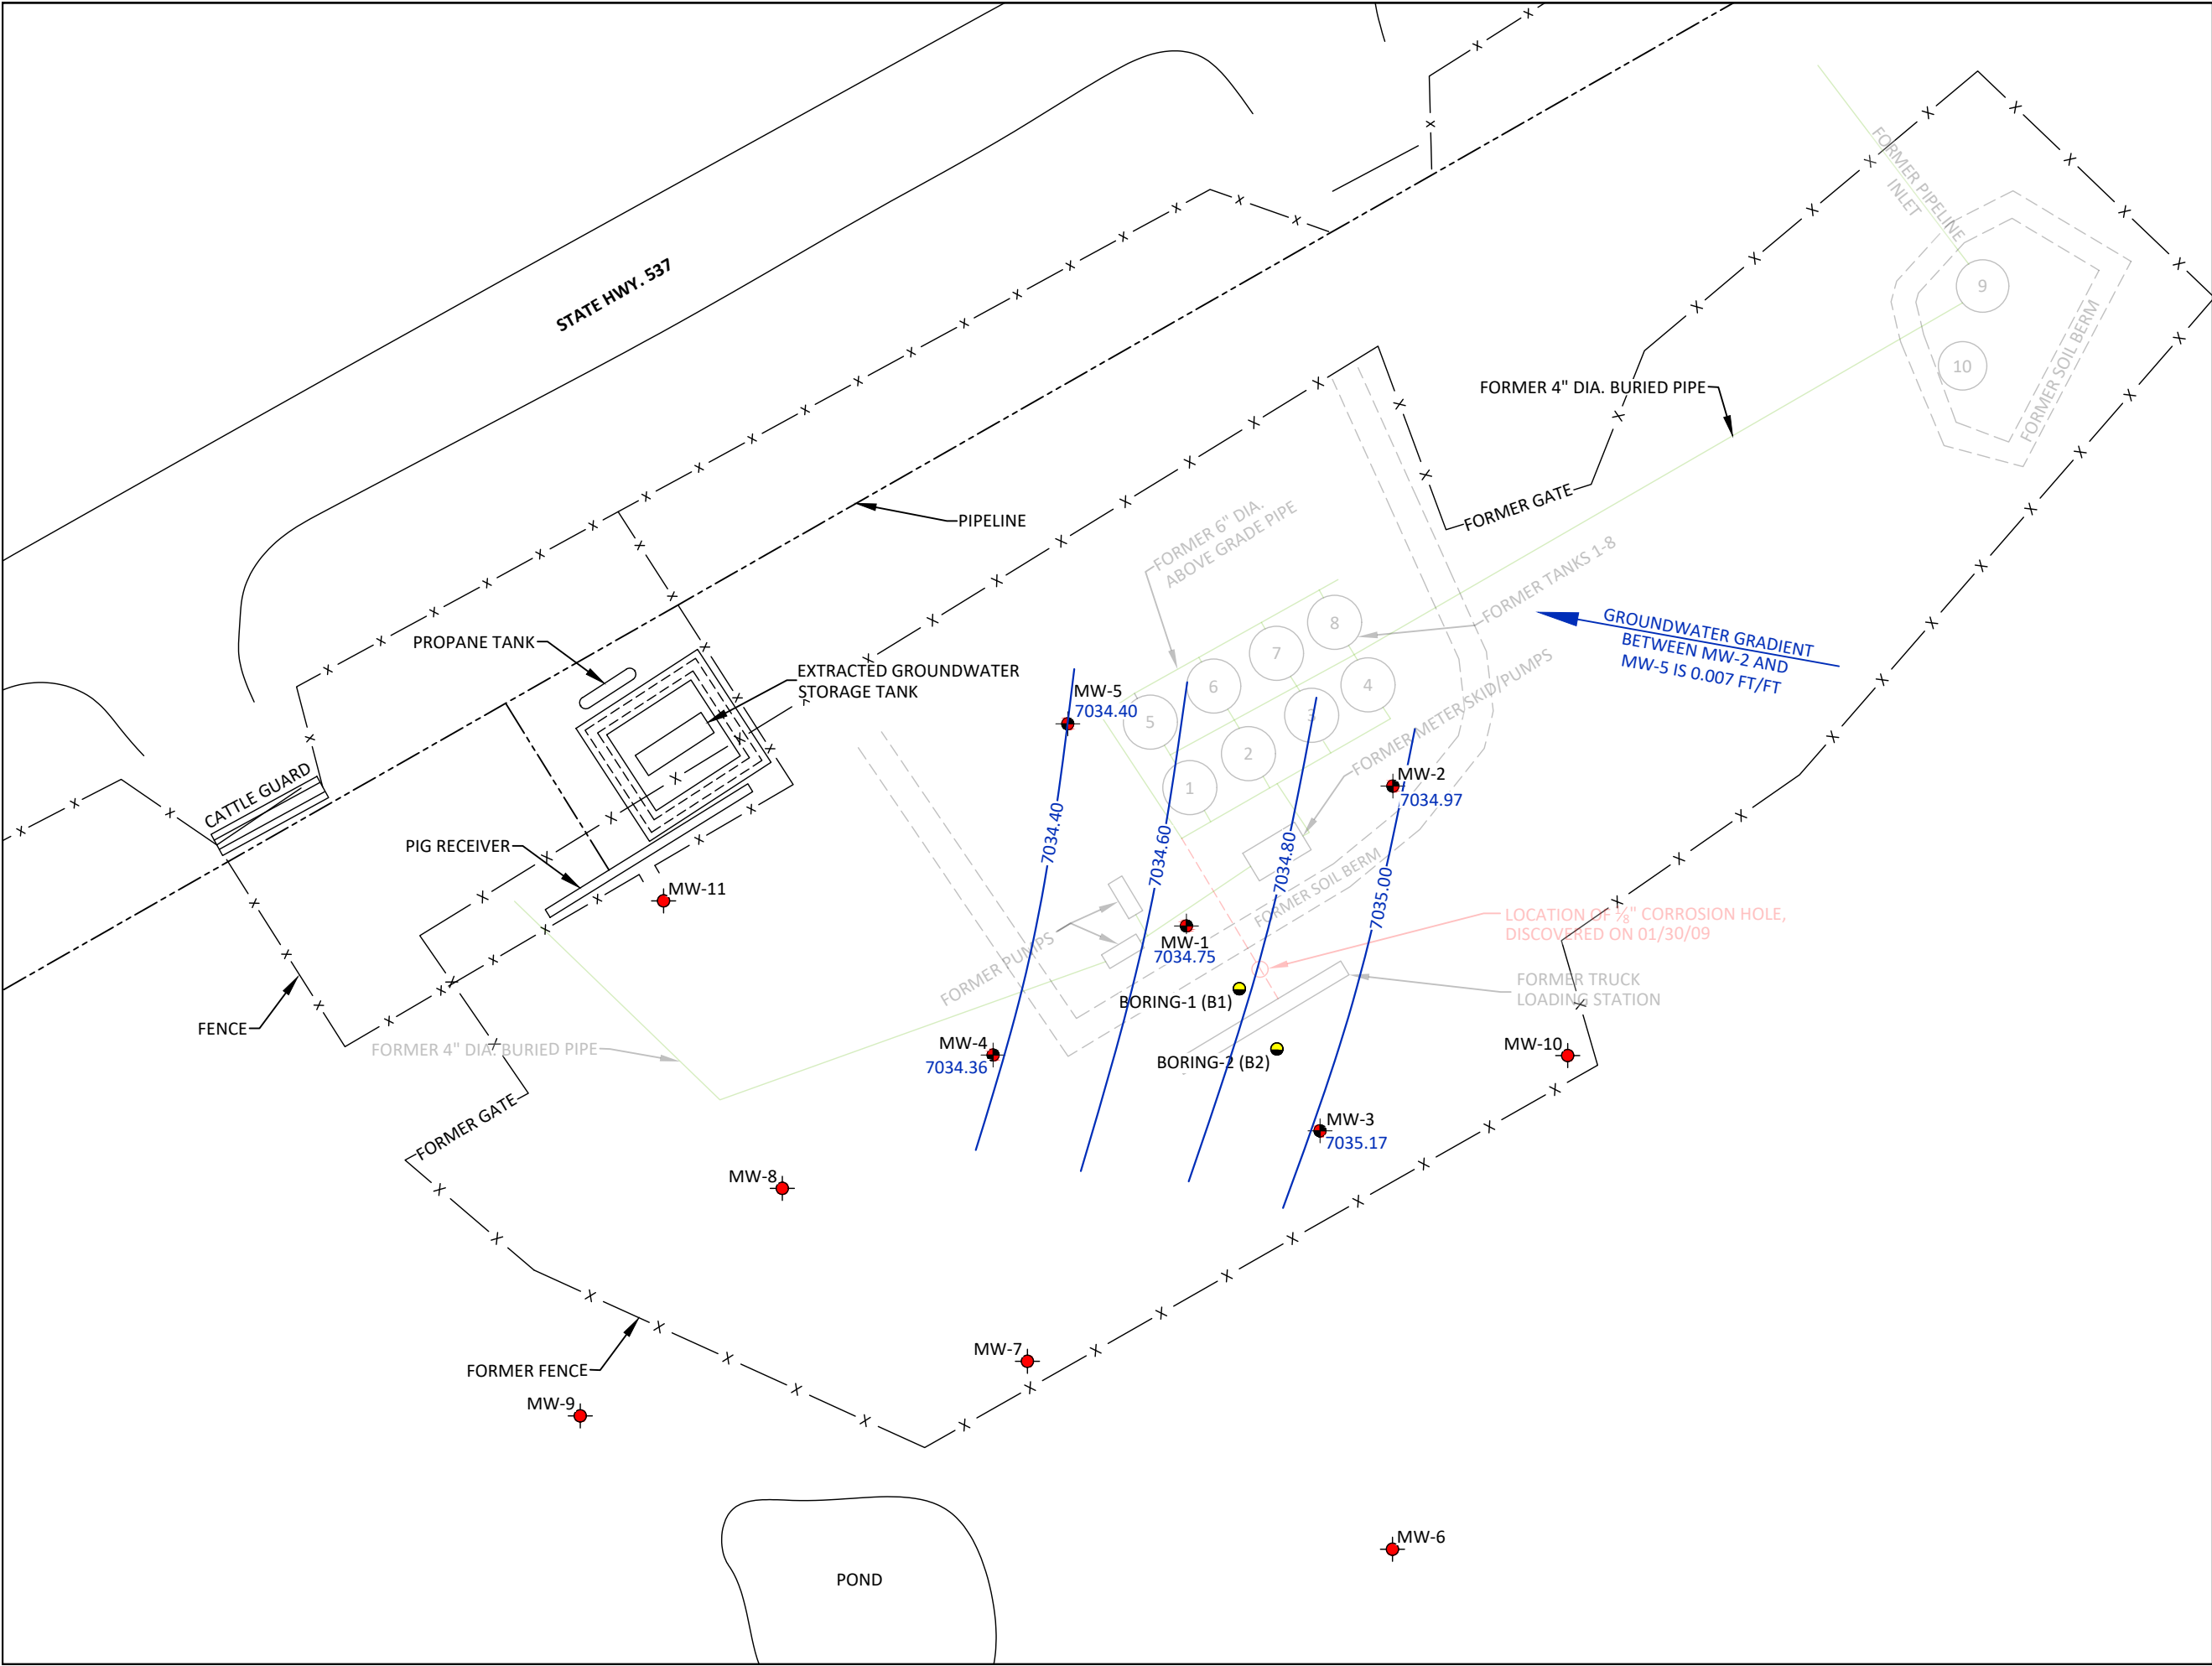 STATE HWY. 537
FORMER PIPELINE
INLET
9
10
FORMER SOIL BERM
FORMER 4" DIA. BURIED PIPE
FORMER GATE
PIPELINE
FORMER 6" DIA.
ABOVE GRADE PIPE
FORMER TANKS 1-8
8
7
6
5
4
3
2
1
GROUNDWATER GRADIENT
BETWEEN MW-2 AND
MW-5 IS 0.007 FT/FT
PROPANE TANK
EXTRACTED GROUNDWATER
STORAGE TANK
MW-5
7034.40
FORMER METER SKID/PUMPS
MW-2
7034.97
CATTLE GUARD
PIG RECEIVER
7034.40
7034.60
7034.80
7035.00
FORMER SOIL BERM
MW-11
LOCATION OF ⅜" CORROSION HOLE,
DISCOVERED ON 01/30/09
MW-1
7034.75
FORMER PUMPS
FORMER TRUCK
LOADING STATION
BORING-1 (B1)
FENCE
FORMER 4" DIA. BURIED PIPE
MW-4
7034.36
BORING-2 (B2)
MW-10
FORMER GATE
MW-3
7035.17
MW-8
MW-7
FORMER FENCE
MW-9
MW-6
POND